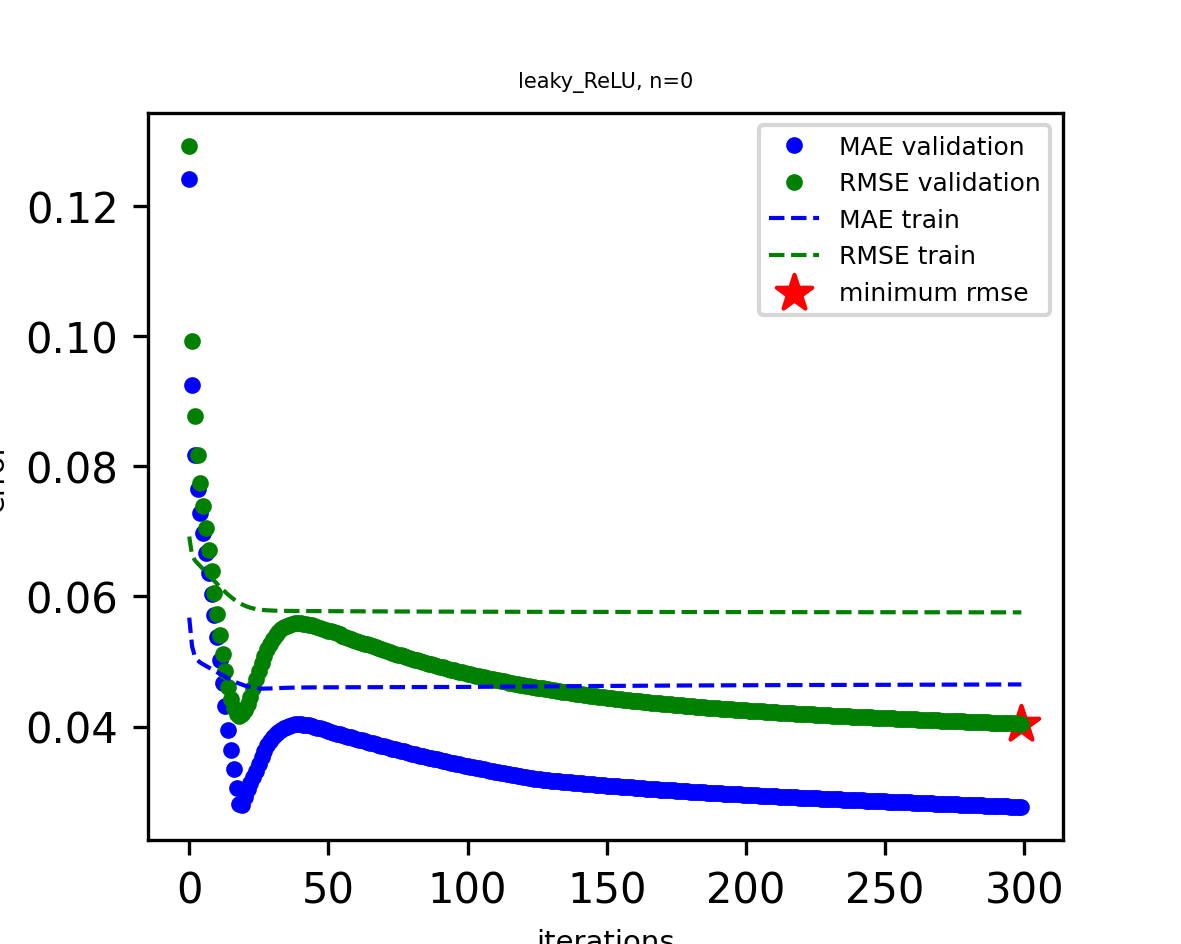 leaky_ReLU, n=0
MAE validation
RMSE validation
MAE train
RMSE train
minimum rmse
0.12
0.10
0.08
0.06
0.04
0 50 100 150 200 250 300
iterations